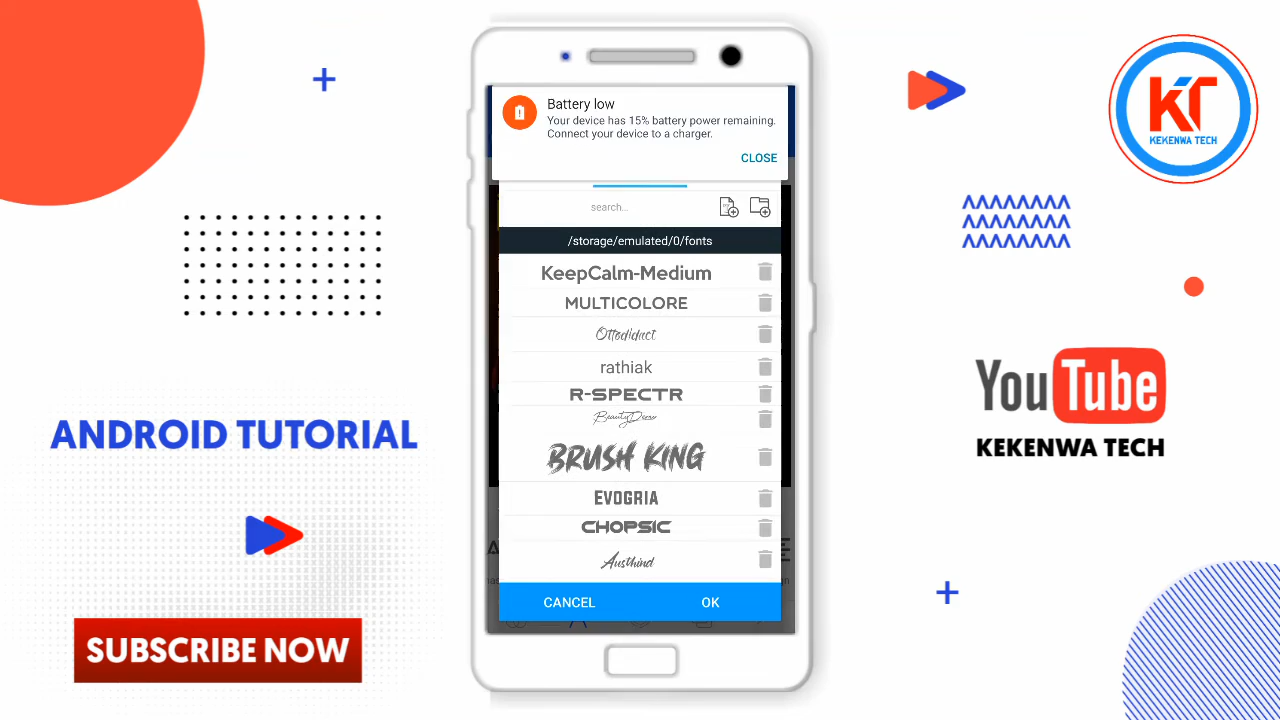 Battery low
Your device has 15% battery power remaining.
Connect your device to a charger.
CLOSE
search...
/storage/emulated/0/fonts
KeepCalm-Medium
MULTICOLORE
Ottodidact
rathiak
R-SPECTR
BeautyDemo
BRUSH KING
EVOGRIA
CHOPSIC
Austhind
CANCEL
OK
ANDROID TUTORIAL
SUBSCRIBE NOW
KT
KEKENWA TECH
YouTube
KEKENWA TECH